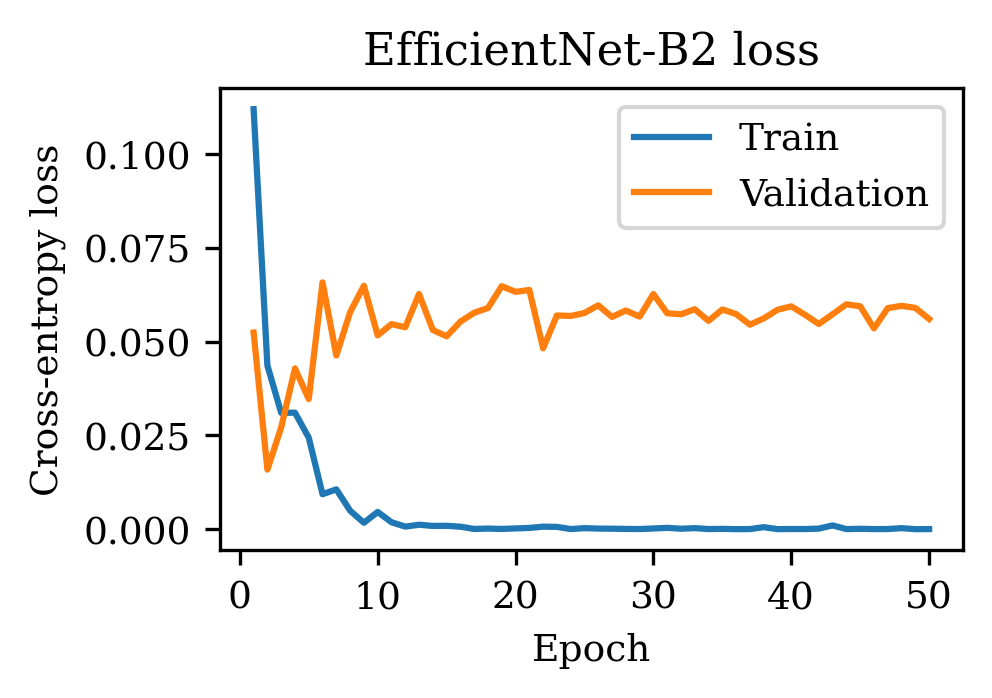 EfficientNet-B2 loss
Cross-entropy loss
0.100
0.075
0.050
0.025
0.000
Train
Validation
0 10 20 30 40 50
Epoch